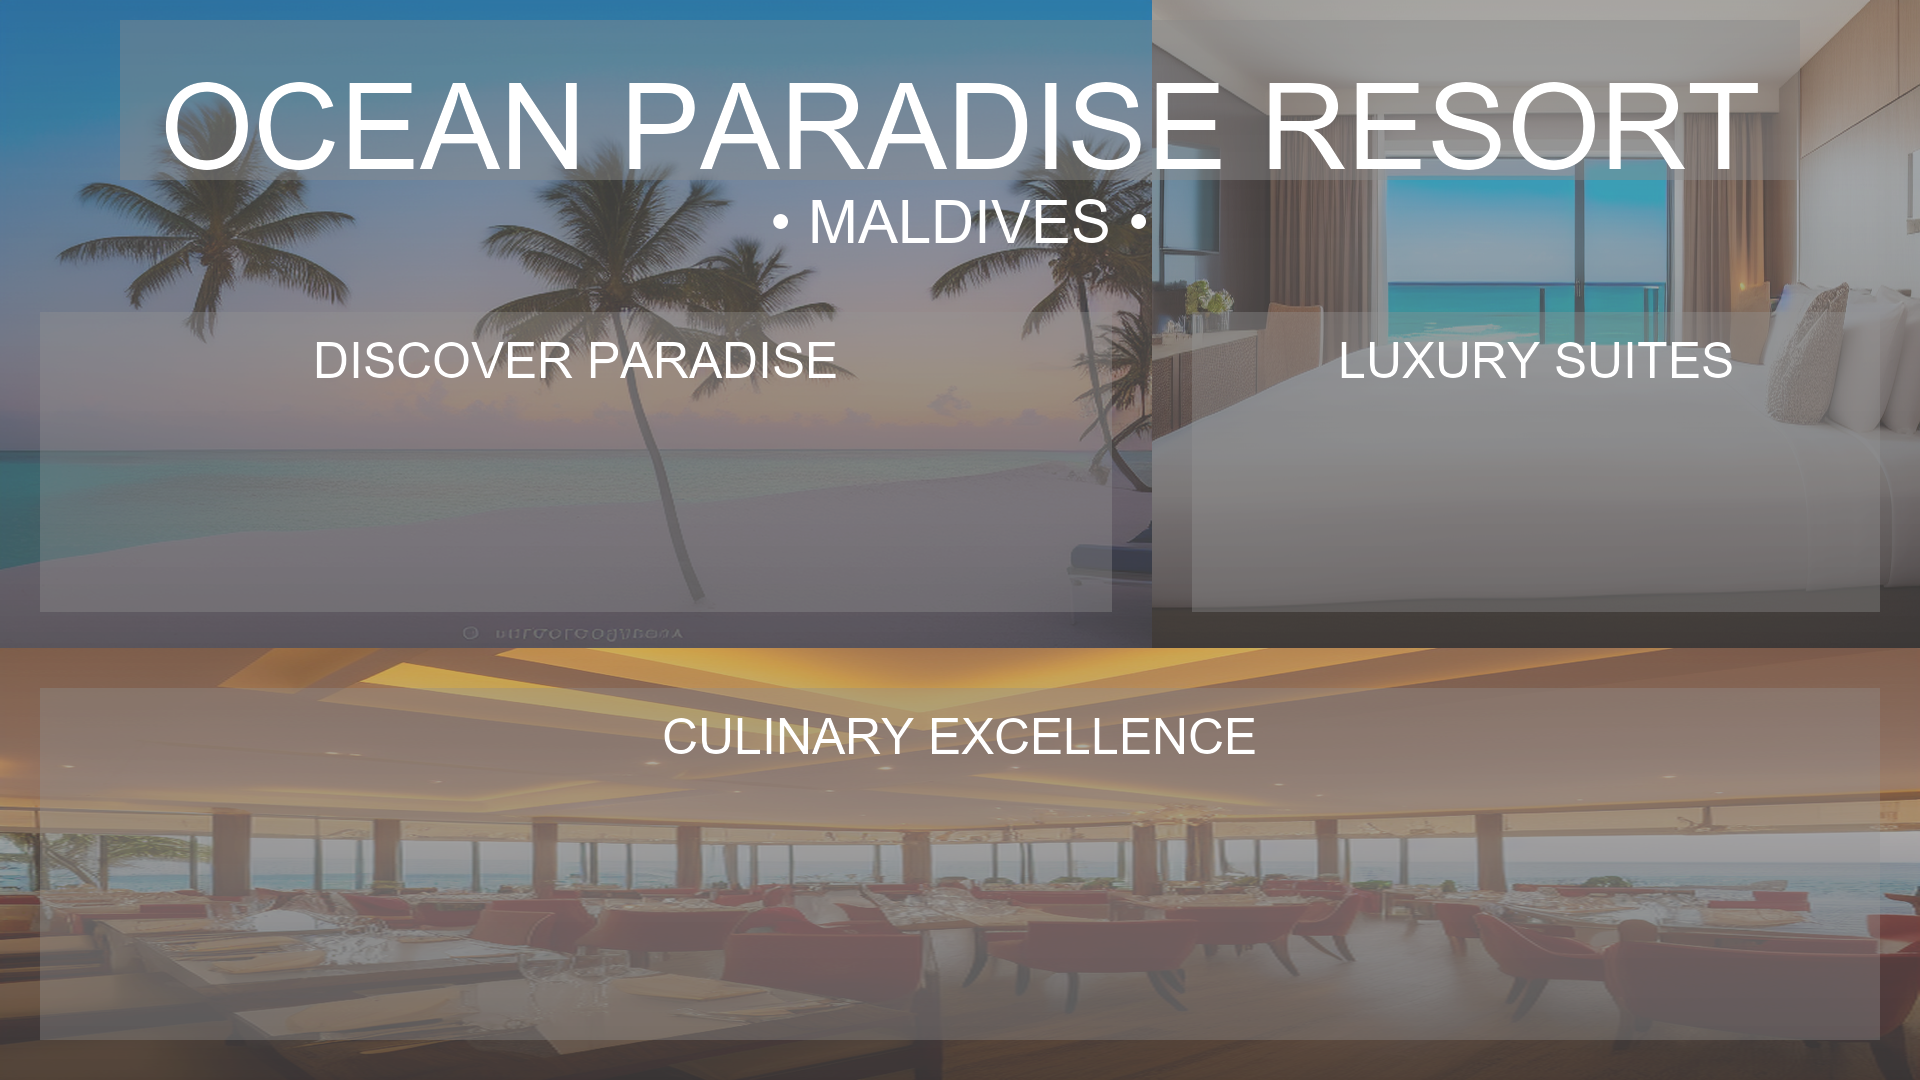 OCEAN PARADISE RESORT
• MALDIVES •
DISCOVER PARADISE
LUXURY SUITES
CULINARY EXCELLENCE